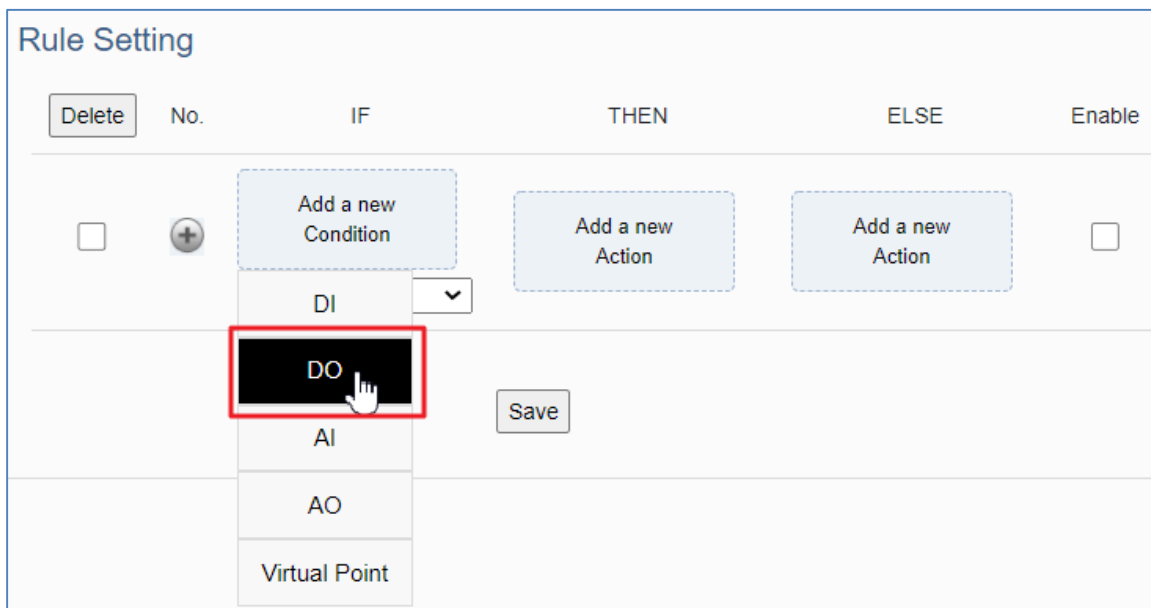 Rule Setting
Delete No. IF THEN ELSE Enable
Add a new
Condition
Add a new
Action
Add a new
Action
DI
DO
AI
AO
Virtual Point
Save